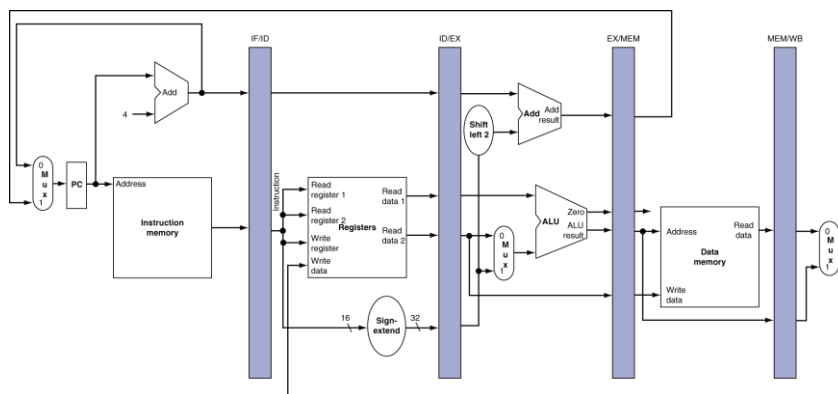 IF/ID
ID/EX
EX/MEM
MEM/WB
Add
4
Add
Add
result
Shift
left 2
0
M
u
x
1
PC
Address
Instruction
memory
Instruction
Read
register 1
Read
register 2
Write
register
Write
data
Registers
Read
data 1
Read
data 2
0
M
u
x
1
ALU
Zero
ALU
result
Address
Write
data
Data
memory
Read
data
0
M
u
x
1
16
Sign-
extend
32